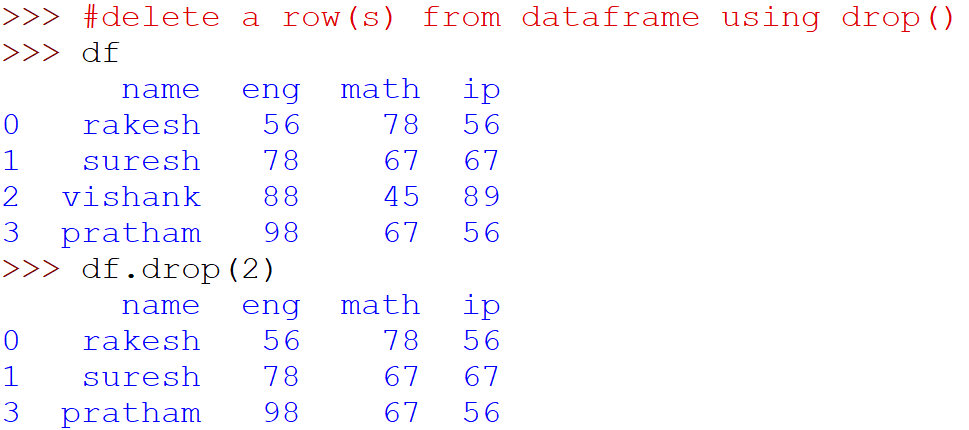 >>> #delete a row(s) from dataframe using drop()
>>> df
      name  eng  math  ip
0   rakesh   56    78  56
1   suresh   78    67  67
2  vishank   88    45  89
3  pratham   98    67  56
>>> df.drop(2)
      name  eng  math  ip
0   rakesh   56    78  56
1   suresh   78    67  67
3  pratham   98    67  56